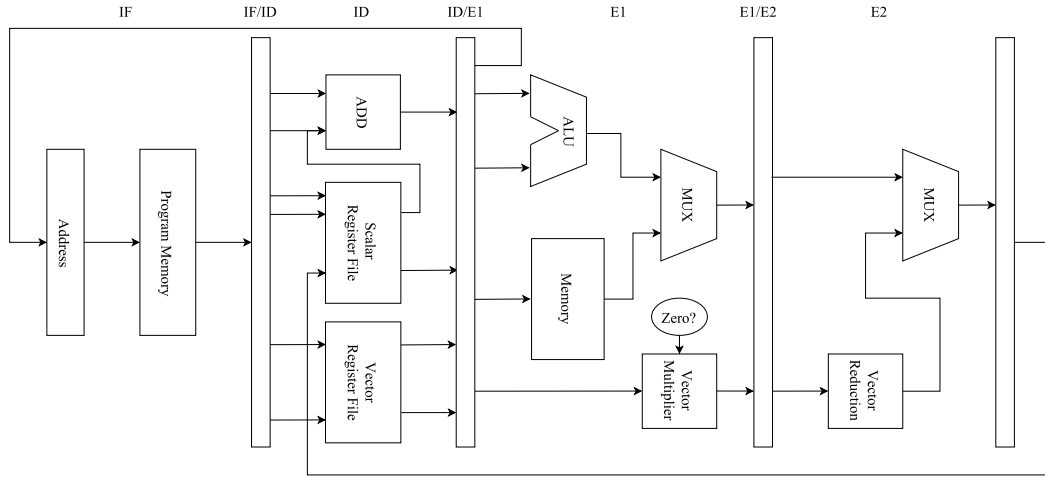 IF
IF/ID
ID
ID/E1
E1
E1/E2
E2
Address
Program Memory
ADD
Scalar
Register File
Vector
Register File
ALU
MUX
Memory
Zero?
Vector
Multiplier
MUX
Vector
Reduction